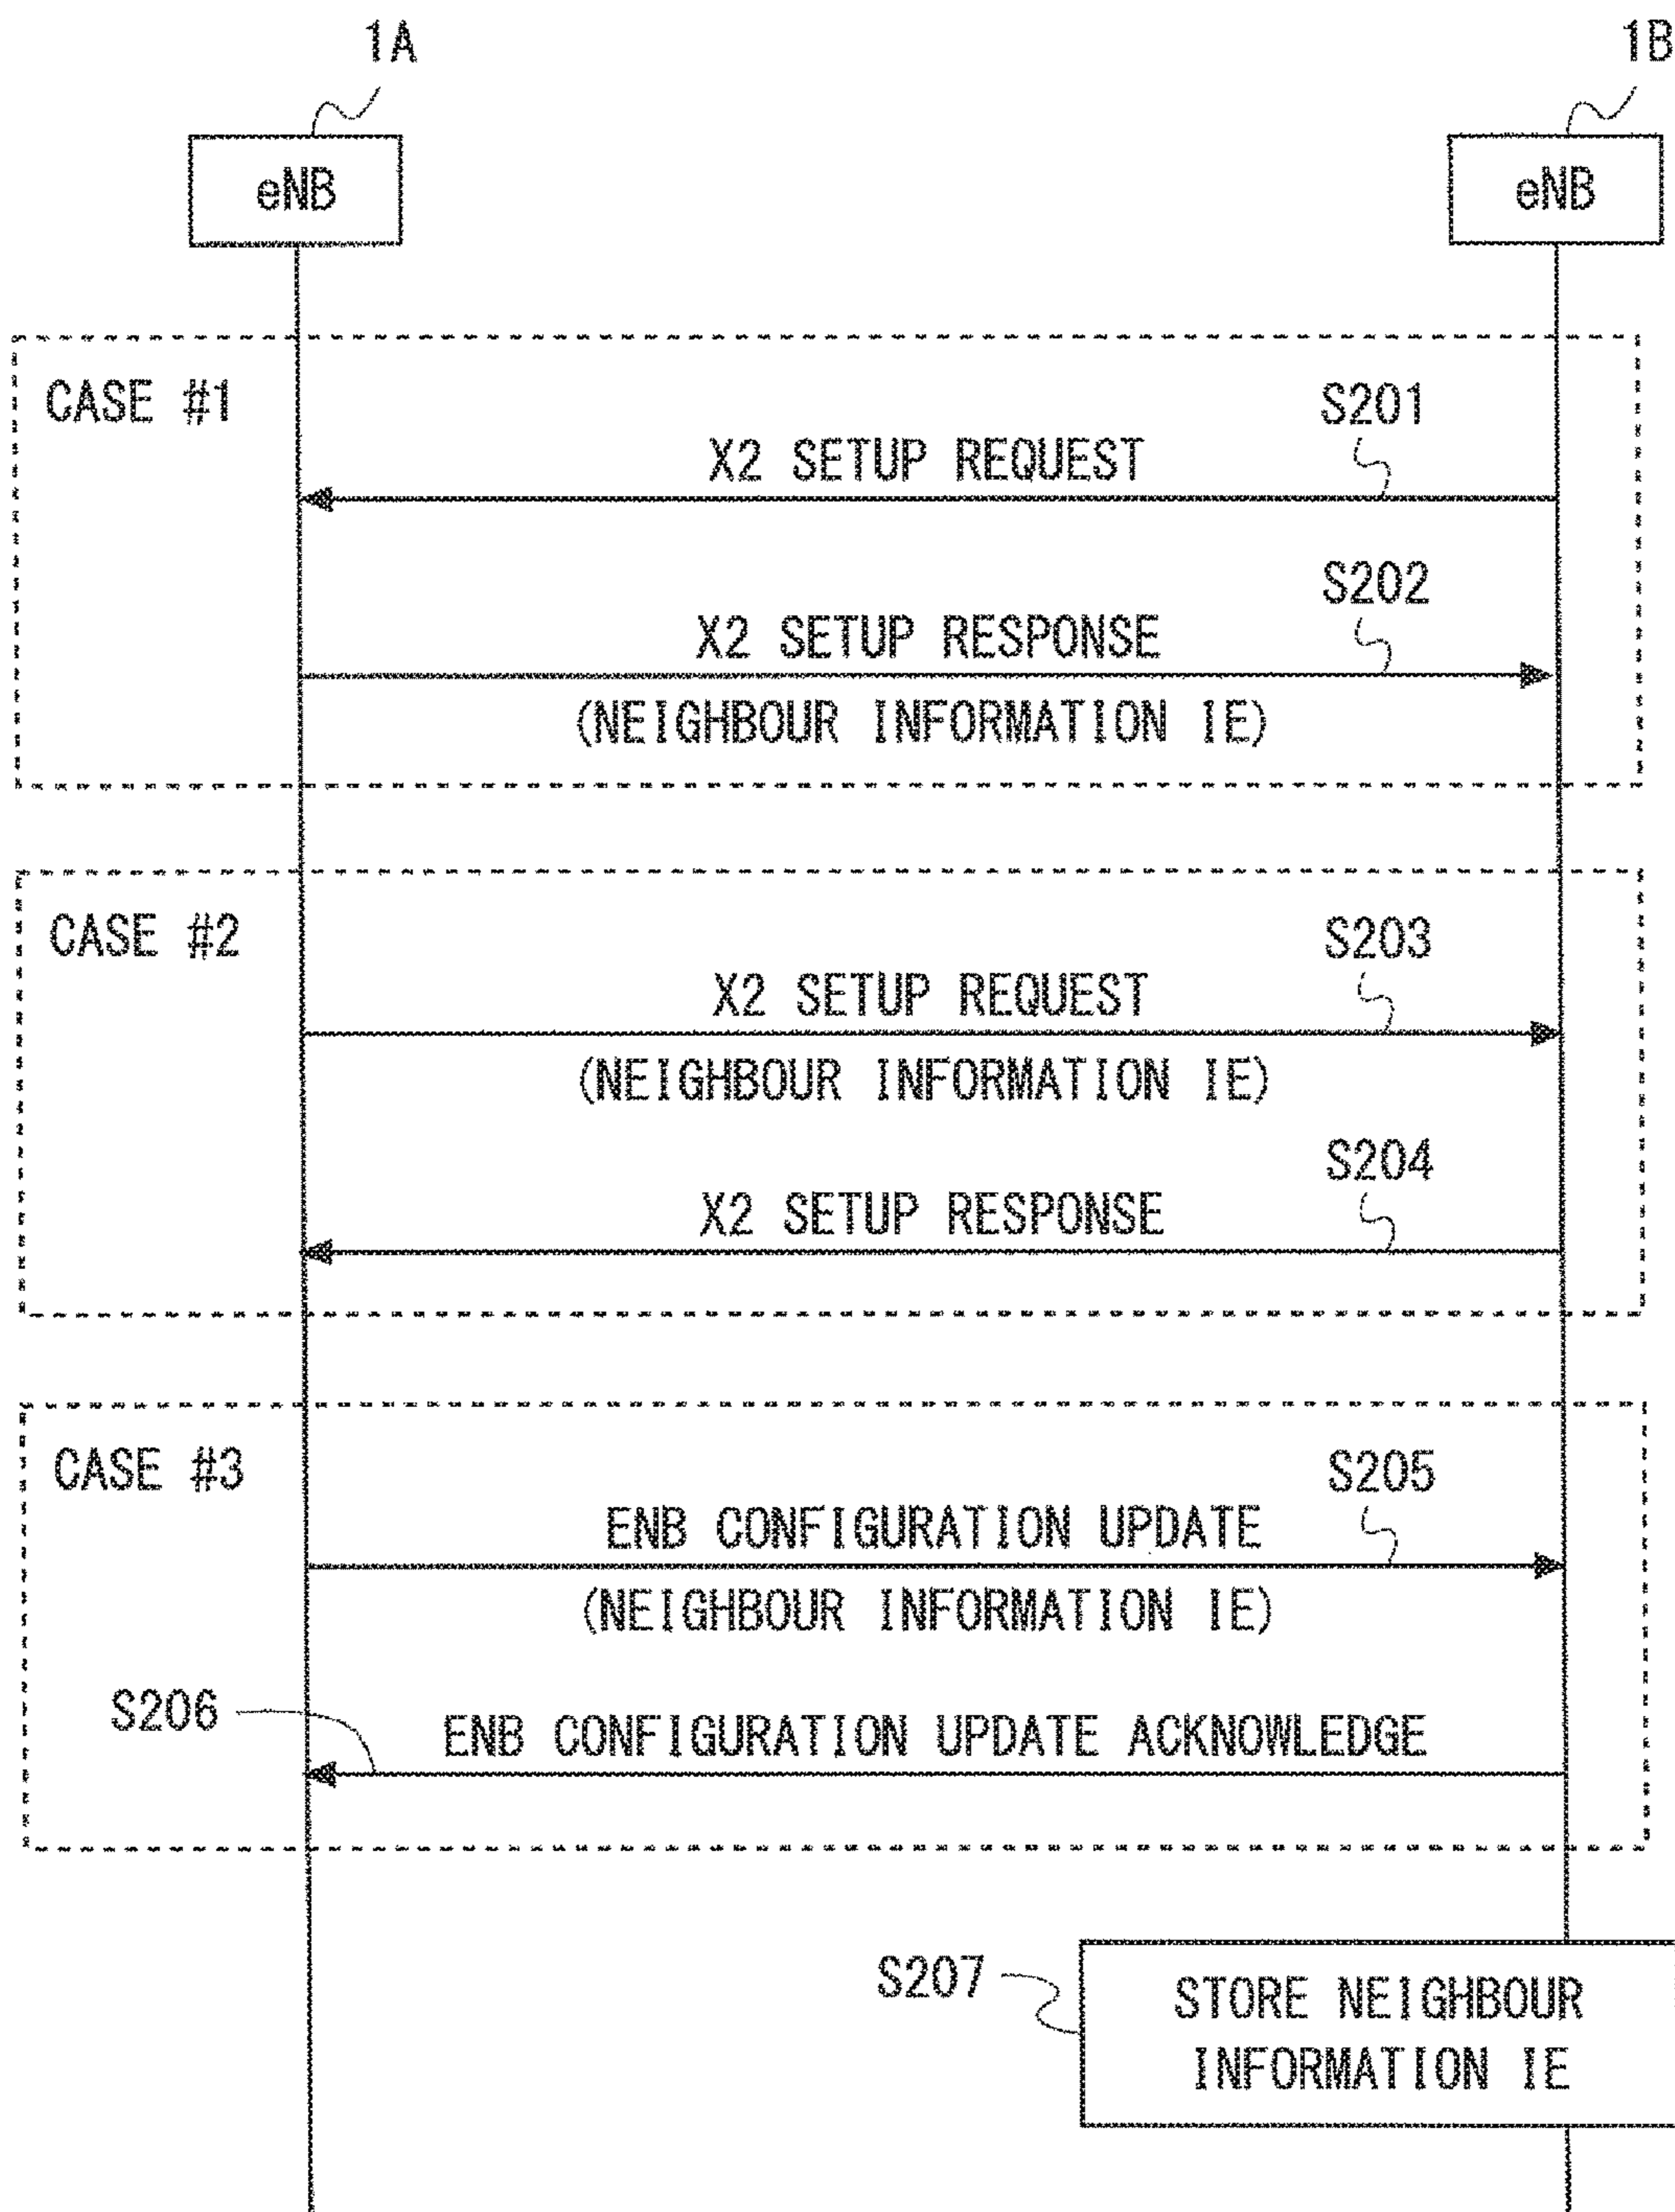 1A
1B
eNB
eNB
CASE #1
S201
X2 SETUP REQUEST
S202
X2 SETUP RESPONSE
(NEIGHBOUR INFORMATION IE)
CASE #2
S203
X2 SETUP REQUEST
(NEIGHBOUR INFORMATION IE)
S204
X2 SETUP RESPONSE
CASE #3
S205
ENB CONFIGURATION UPDATE
(NEIGHBOUR INFORMATION IE)
S206
ENB CONFIGURATION UPDATE ACKNOWLEDGE
S207
STORE NEIGHBOUR
INFORMATION IE